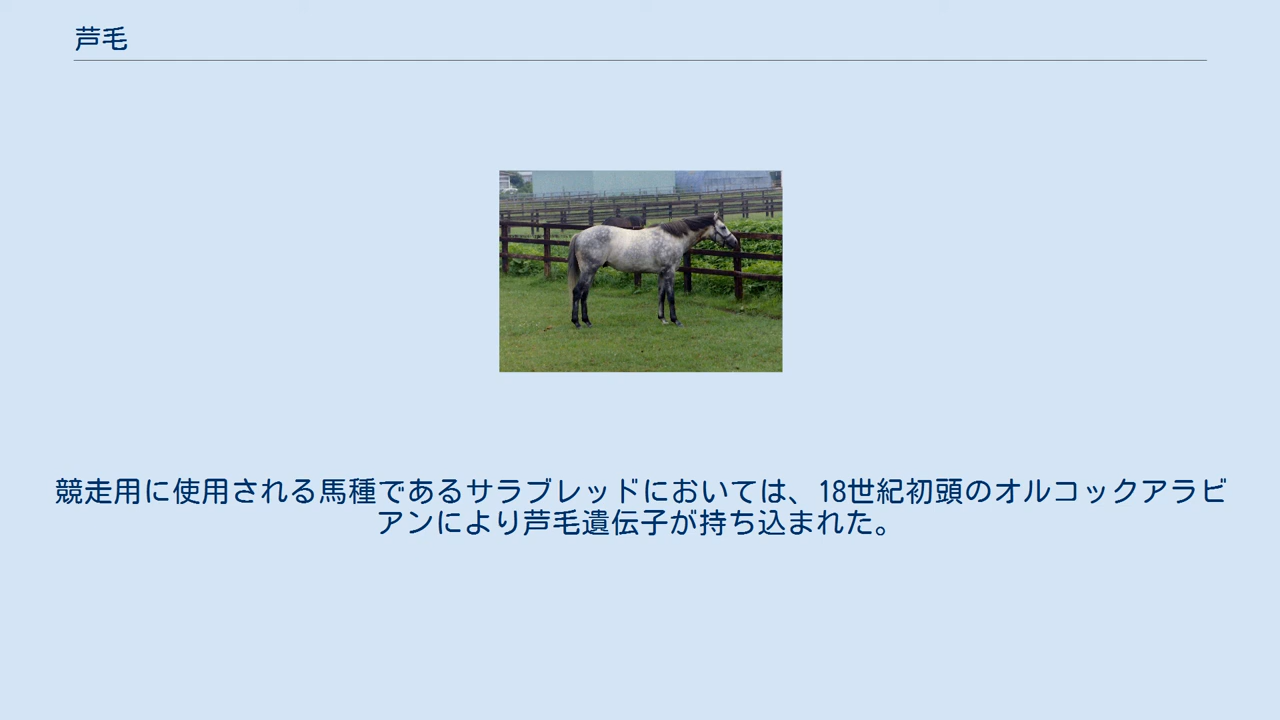 芦毛
競走用に使用される馬種であるサラブレッドにおいては、18世紀初頭のオルコックアラビ
アンにより芦毛遺伝子が持ち込まれた。